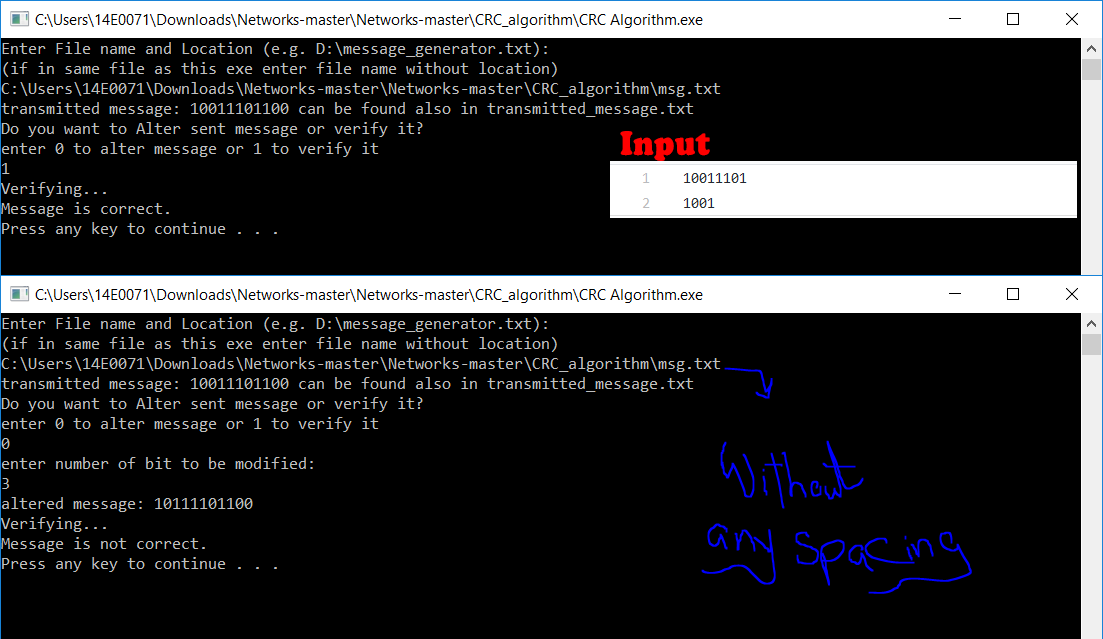 C:\Users\14E0071\Downloads\Networks-master\Networks-master\CRC_algorithm\CRC Algorithm.exe
Enter File name and Location (e.g. D:\message_generator.txt):
(if in same file as this exe enter file name without location)
C:\Users\14E0071\Downloads\Networks-master\Networks-master\CRC_algorithm\msg.txt
transmitted message: 10011101100 can be found also in transmitted_message.txt
Do you want to Alter sent message or verify it?
enter 0 to alter message or 1 to verify it
1
Verifying...
Message is correct.
Press any key to continue . . .
Input
1 10011101
2 1001
C:\Users\14E0071\Downloads\Networks-master\Networks-master\CRC_algorithm\CRC Algorithm.exe
Enter File name and Location (e.g. D:\message_generator.txt):
(if in same file as this exe enter file name without location)
C:\Users\14E0071\Downloads\Networks-master\Networks-master\CRC_algorithm\msg.txt
transmitted message: 10011101100 can be found also in transmitted_message.txt
Do you want to Alter sent message or verify it?
enter 0 to alter message or 1 to verify it
0
enter number of bit to be modified:
3
altered message: 10111101100
Verifying...
Message is not correct.
Press any key to continue . . .
Without
any spacing